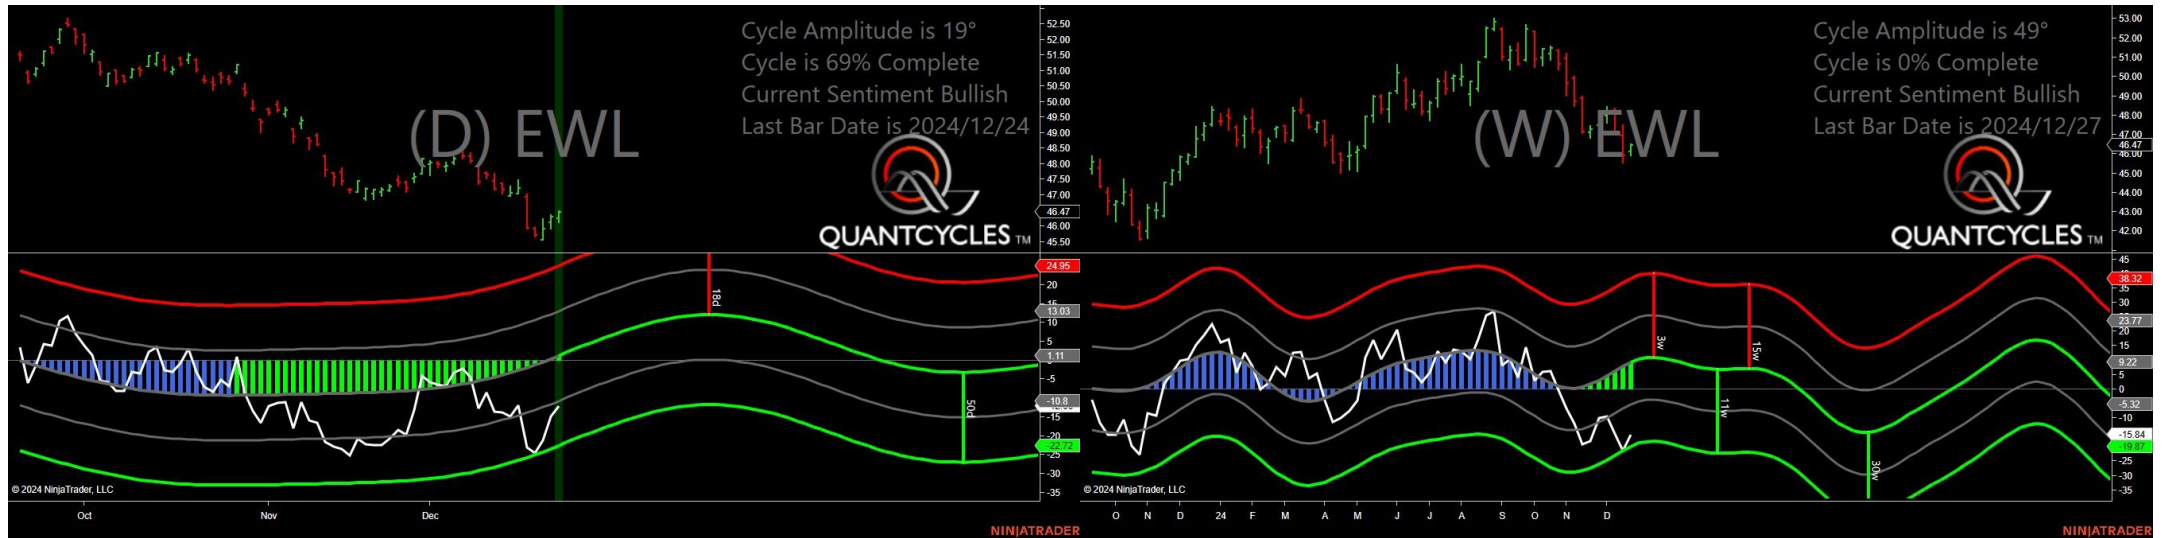 Cycle Amplitude is 19°
Cycle is 69% Complete
Current Sentiment Bullish
Last Bar Date is 2024/12/24
(D) EWL
QUANTCYCLES TM
52.50
52.00
51.50
51.00
50.50
50.00
49.50
49.00
48.50
48.00
47.50
47.00
46.47
46.00
45.50
24.95
20
15
13.03
10
5
1.11
-5
-10.8
-15
-20
-22.72
-25
-30
-35
18d
50d
© 2024 NinjaTrader, LLC
Oct Nov Dec
NINJATRADER
Cycle Amplitude is 49°
Cycle is 0% Complete
Current Sentiment Bullish
Last Bar Date is 2024/12/27
(W) EWL
QUANTCYCLES TM
53.00
52.00
51.00
50.00
49.00
48.00
47.00
46.47
46.00
45.00
44.00
43.00
42.00
45
38.32
35
30
23.77
20
15
9.22
5
0
-5.32
-10
-15.84
-19.87
-25
-30
-35
3w
15w
11w
30w
© 2024 NinjaTrader, LLC
O N D 24 F M A M J J A S O N D
NINJATRADER